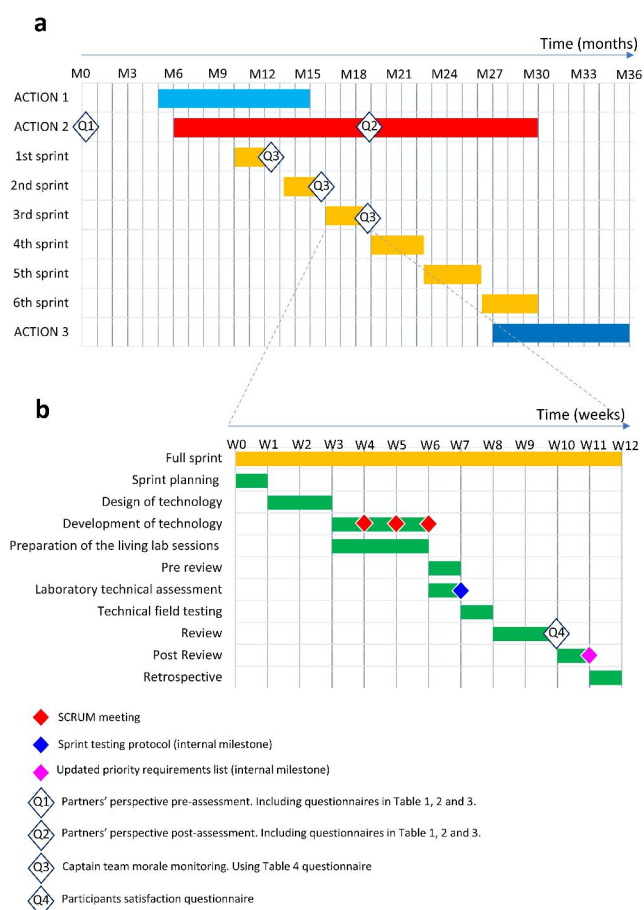 a
Time (months)
M0 M3 M6 M9 M12 M15 M18 M21 M24 M27 M30 M33 M36
ACTION 1
ACTION 2 Q1 Q2
1st sprint Q3
2nd sprint Q3
3rd sprint Q3
4th sprint
5th sprint
6th sprint
ACTION 3
b
Time (weeks)
W0 W1 W2 W3 W4 W5 W6 W7 W8 W9 W10 W11 W12
Full sprint
Sprint planning
Design of technology
Development of technology
Preparation of the living lab sessions
Pre review
Laboratory technical assessment
Technical field testing
Review Q4
Post Review
Retrospective
SCRUM meeting
Sprint testing protocol (internal milestone)
Updated priority requirements list (internal milestone)
Q1 Partners' perspective pre-assessment. Including questionnaires in Table 1, 2 and 3.
Q2 Partners' perspective post-assessment. Including questionnaires in Table 1, 2 and 3.
Q3 Captain team morale monitoring. Using Table 4 questionnaire
Q4 Participants satisfaction questionnaire